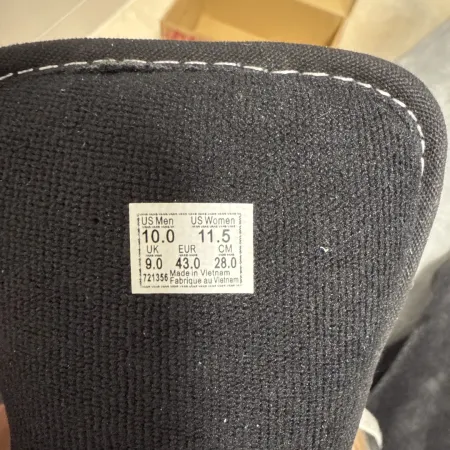 US Men US Women
10.0 11.5
UK EUR CM
9.0 43.0 28.0
721356 Made in Vietnam
Fabrique au Vietnam